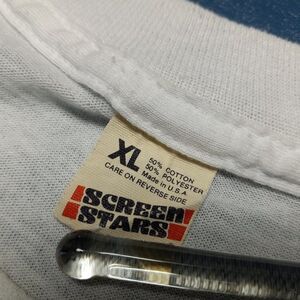 XL
50% COTTON
50% POLYESTER
Made in U.S.A
CARE ON REVERSE SIDE
SCREEN
STARS